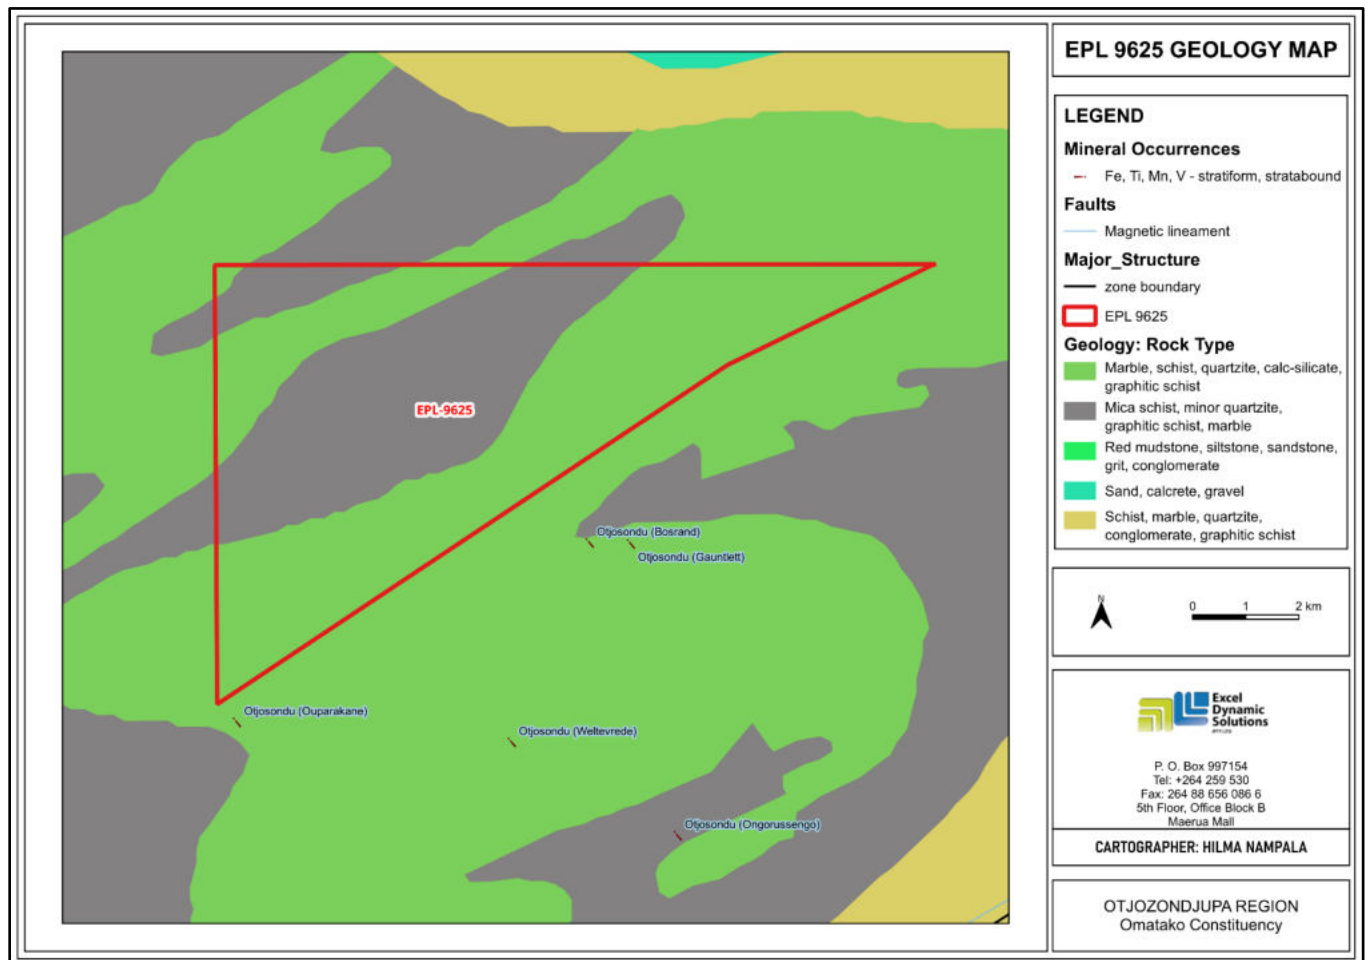 EPL 9625 GEOLOGY MAP
LEGEND
Mineral Occurrences
Fe, Ti, Mn, V - stratiform, stratabound
Faults
Magnetic lineament
Major_Structure
zone boundary
EPL 9625
Geology: Rock Type
Marble, schist, quartzite, calc-silicate,
graphitic schist
Mica schist, minor quartzite,
graphitic schist, marble
Red mudstone, siltstone, sandstone,
grit, conglomerate
Sand, calcrete, gravel
Schist, marble, quartzite,
conglomerate, graphitic schist
EPL-9625
Otjosondu (Bosrand)
Otjosondu (Gauntlett)
Otjosondu (Ouparakane)
Otjosondu (Weltevrede)
Otjosondu (Ongorussengo)
N
0 1 2 km
Excel
Dynamic
Solutions
(PTY) LTD
P. O. Box 997154
Tel: +264 259 530
Fax: 264 88 656 086 6
5th Floor, Office Block B
Maerua Mall
CARTOGRAPHER: HILMA NAMPALA
OTJOZONDJUPA REGION
Omatako Constituency